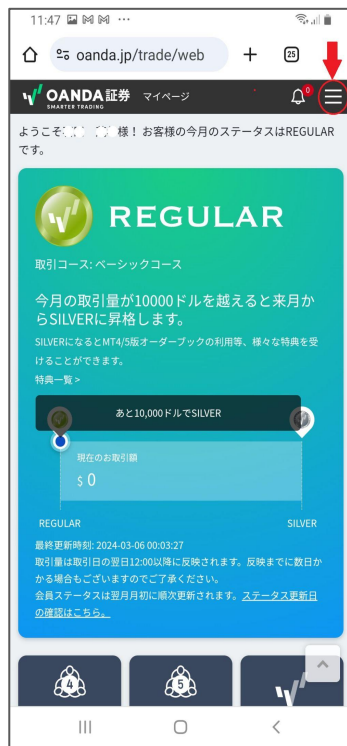 11:47
oanda.jp/trade/web
25
OANDA証券 マイページ
SMARTER TRADING
0
ようこそ 様！お客様の今月のステータスはREGULAR
です。
REGULAR
取引コース: ベーシックコース
今月の取引量が10000ドルを越えると来月か
らSILVERに昇格します。
SILVERになるとMT4/5版オーダーブックの利用等、様々な特典を受
けることができます。
特典一覧 >
あと10,000ドルでSILVER
現在のお取引額
$ 0
REGULAR
SILVER
最終更新時刻: 2024-03-06 00:03:27
取引量は取引日の翌日12:00以降に反映されます。反映までに数日か
かる場合もございますのでご了承ください。
会員ステータスは翌月月初に順次更新されます。ステータス更新日
の確認はこちら。
4
5